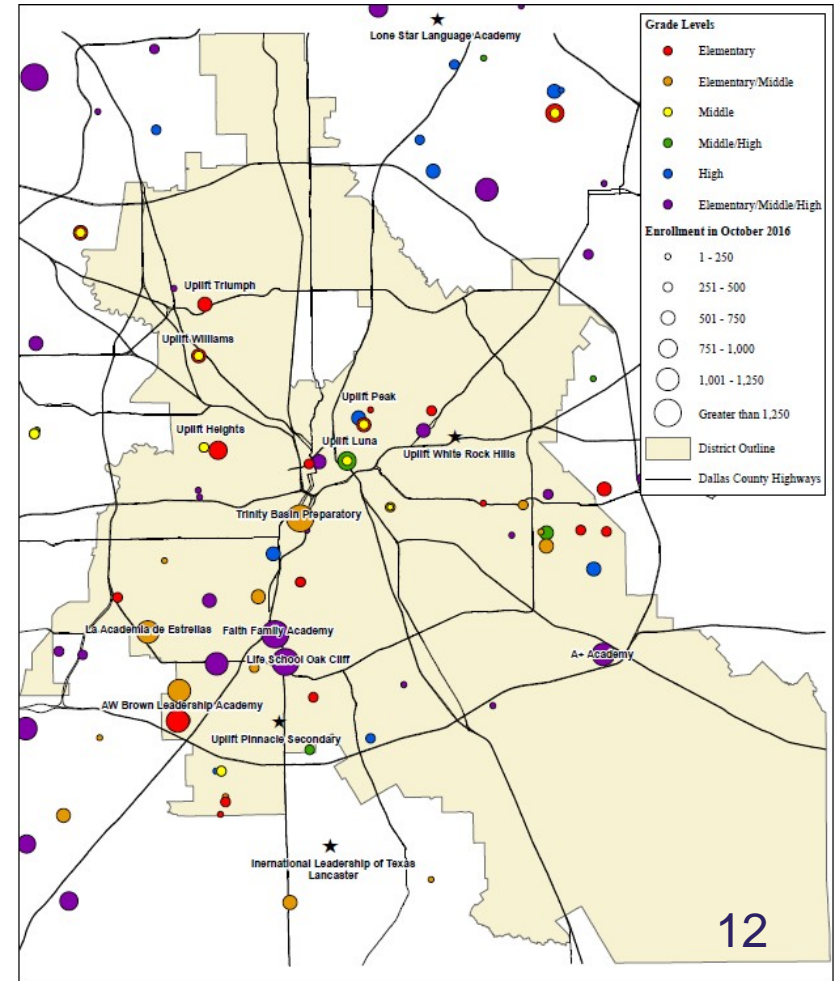 Lone Star Language Academy
Grade Levels
Elementary
Elementary/Middle
Middle
Middle/High
High
Elementary/Middle/High
Enrollment in October 2016
1 - 250
251 - 500
501 - 750
751 - 1,000
1,001 - 1,250
Greater than 1,250
District Outline
Dallas County Highways
Uplift Triumph
Uplift Williams
Uplift Peak
Uplift Heights
Uplift Luna
Uplift White Rock Hills
Trinity Basin Preparatory
La Academia de Estrellas
Faith Family Academy
Life School Oak Cliff
A+ Academy
AW Brown Leadership Academy
Uplift Pinnacle Secondary
Inernational Leadership of Texas
Lancaster
12